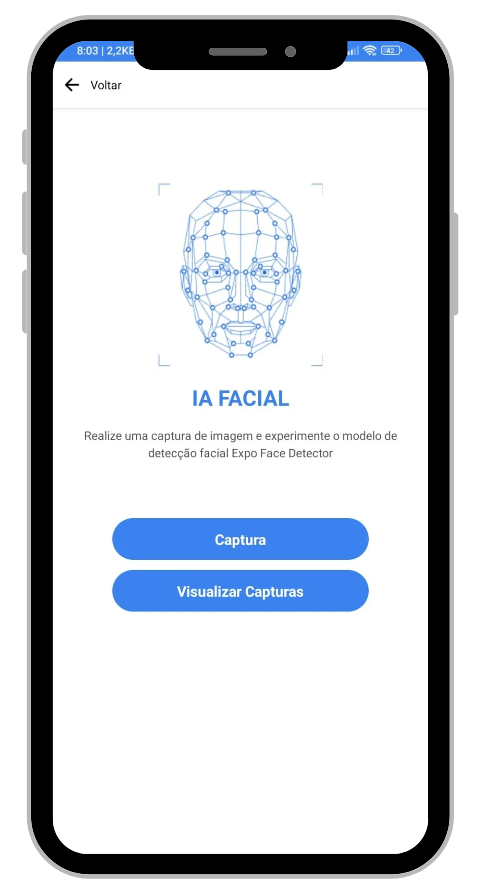 8:03 | 2,2KB
42
Voltar
IA FACIAL
Realize uma captura de imagem e experimente o modelo de
detecção facial Expo Face Detector
Captura
Visualizar Capturas